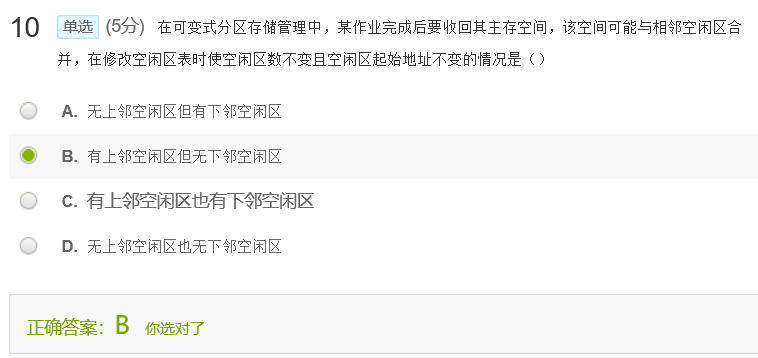 10 单选 (5分) 在可变式分区存储管理中，某作业完成后要收回其主存空间，该空间可能与相邻空闲区合
并，在修改空闲区表时使空闲区数不变且空闲区起始地址不变的情况是（）
A. 无上邻空闲区但有下邻空闲区
B. 有上邻空闲区但无下邻空闲区
C. 有上邻空闲区也有下邻空闲区
D. 无上邻空闲区也无下邻空闲区
正确答案：B 你选对了